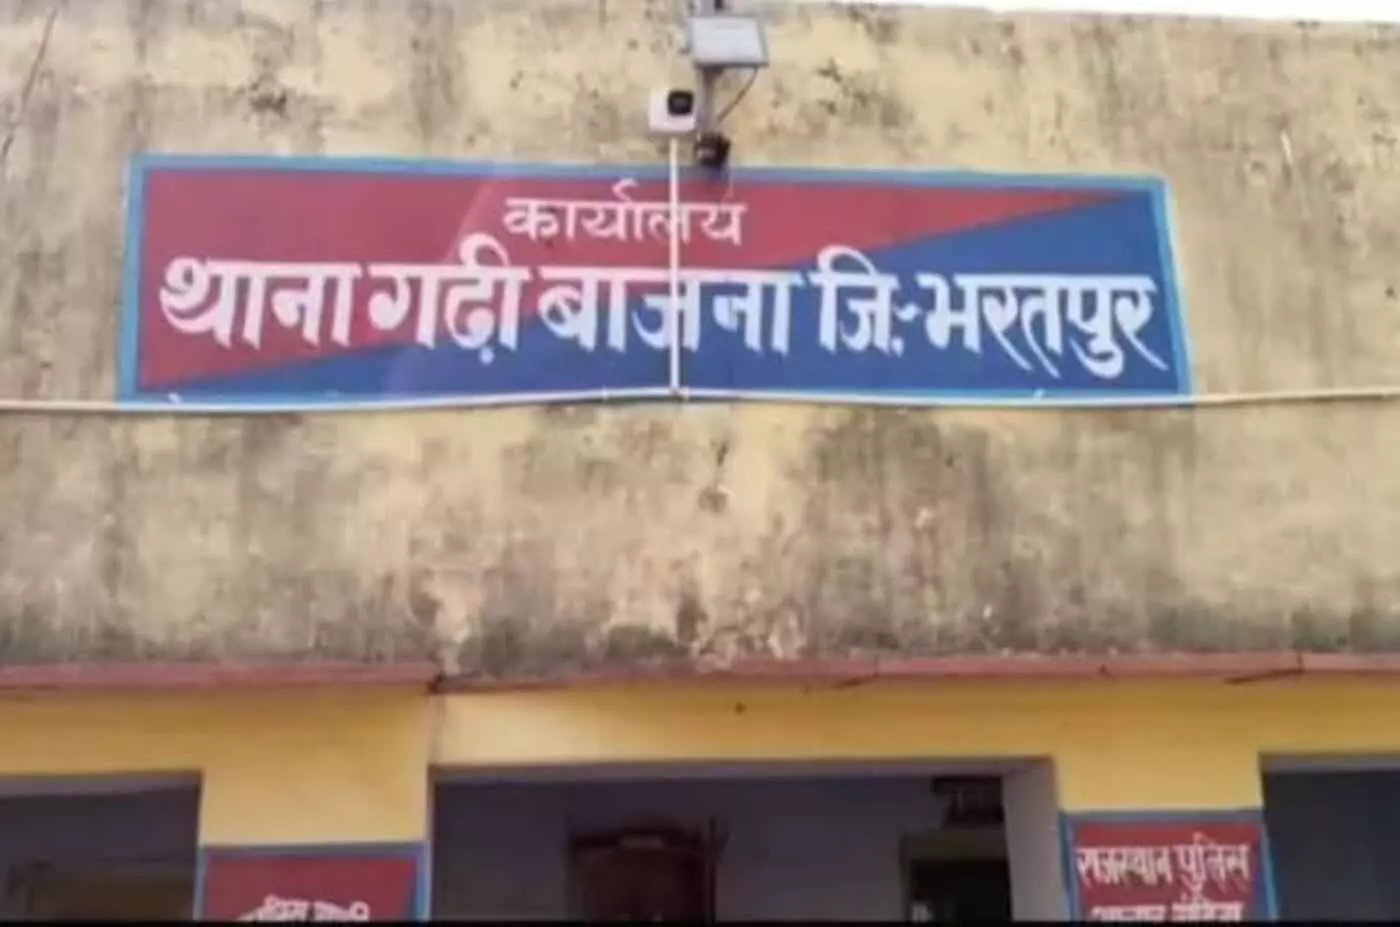 कार्यालय
थाना गढ़ी बाजना जि:-भरतपुर
राजस्थान पुलिस